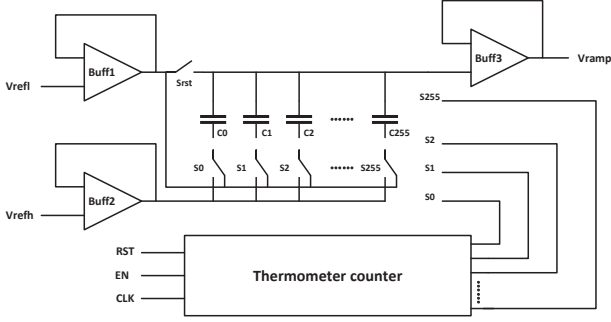 Buff1
Buff3
Vrefl
Vramp
Srst
S255
C0 C1 C2 ...... C255
S2
S0 S1 S2 ...... S255
S1
Buff2
S0
Vrefh
RST
EN
CLK
Thermometer counter
......